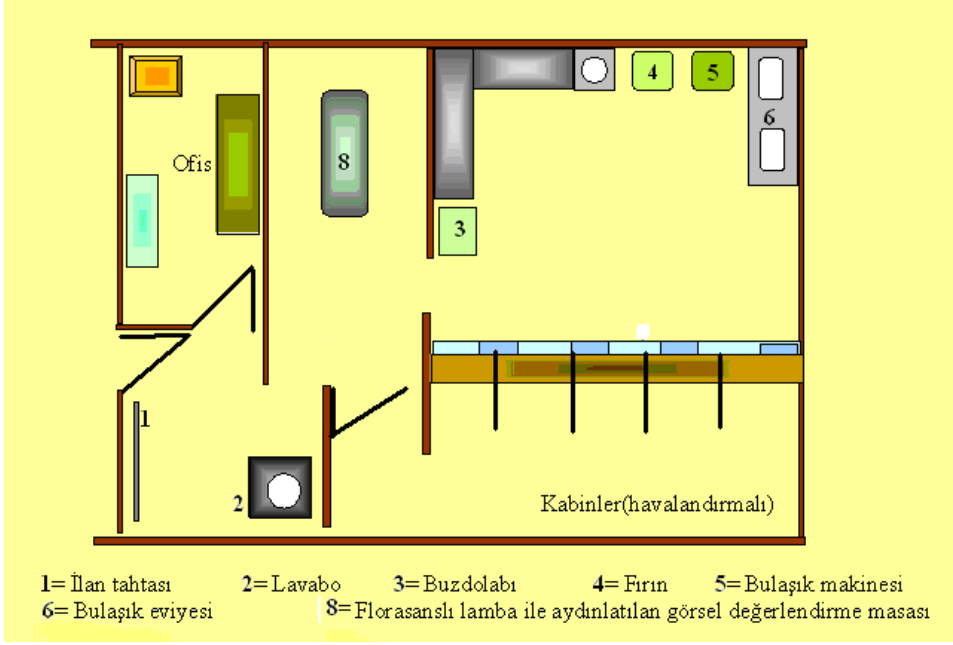 4
5
6
Ofis
8
3
1
2
Kabinler(havalandırmalı)
1= İlan tahtası 2= Lavabo 3=Buzdolabı 4= Fırın 5=Bulaşık makinesi
6= Bulaşık eviyesi 8=Florasanslı lamba ile aydınlatılan görsel değerlendirme masası